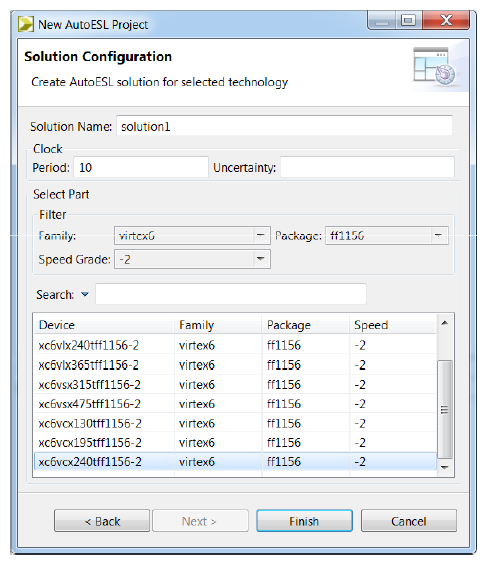 New AutoESL Project
Solution Configuration
Create AutoESL solution for selected technology
Solution Name: solution1
Clock
Period: 10 Uncertainty:
Select Part
Filter
Family: virtex6 Package: ff1156
Speed Grade: -2
Search:
Device Family Package Speed
xc6vlx240tff1156-2 virtex6 ff1156 -2
xc6vlx365tff1156-2 virtex6 ff1156 -2
xc6vsx315tff1156-2 virtex6 ff1156 -2
xc6vsx475tff1156-2 virtex6 ff1156 -2
xc6vcx130tff1156-2 virtex6 ff1156 -2
xc6vcx195tff1156-2 virtex6 ff1156 -2
xc6vcx240tff1156-2 virtex6 ff1156 -2
< Back Next > Finish Cancel